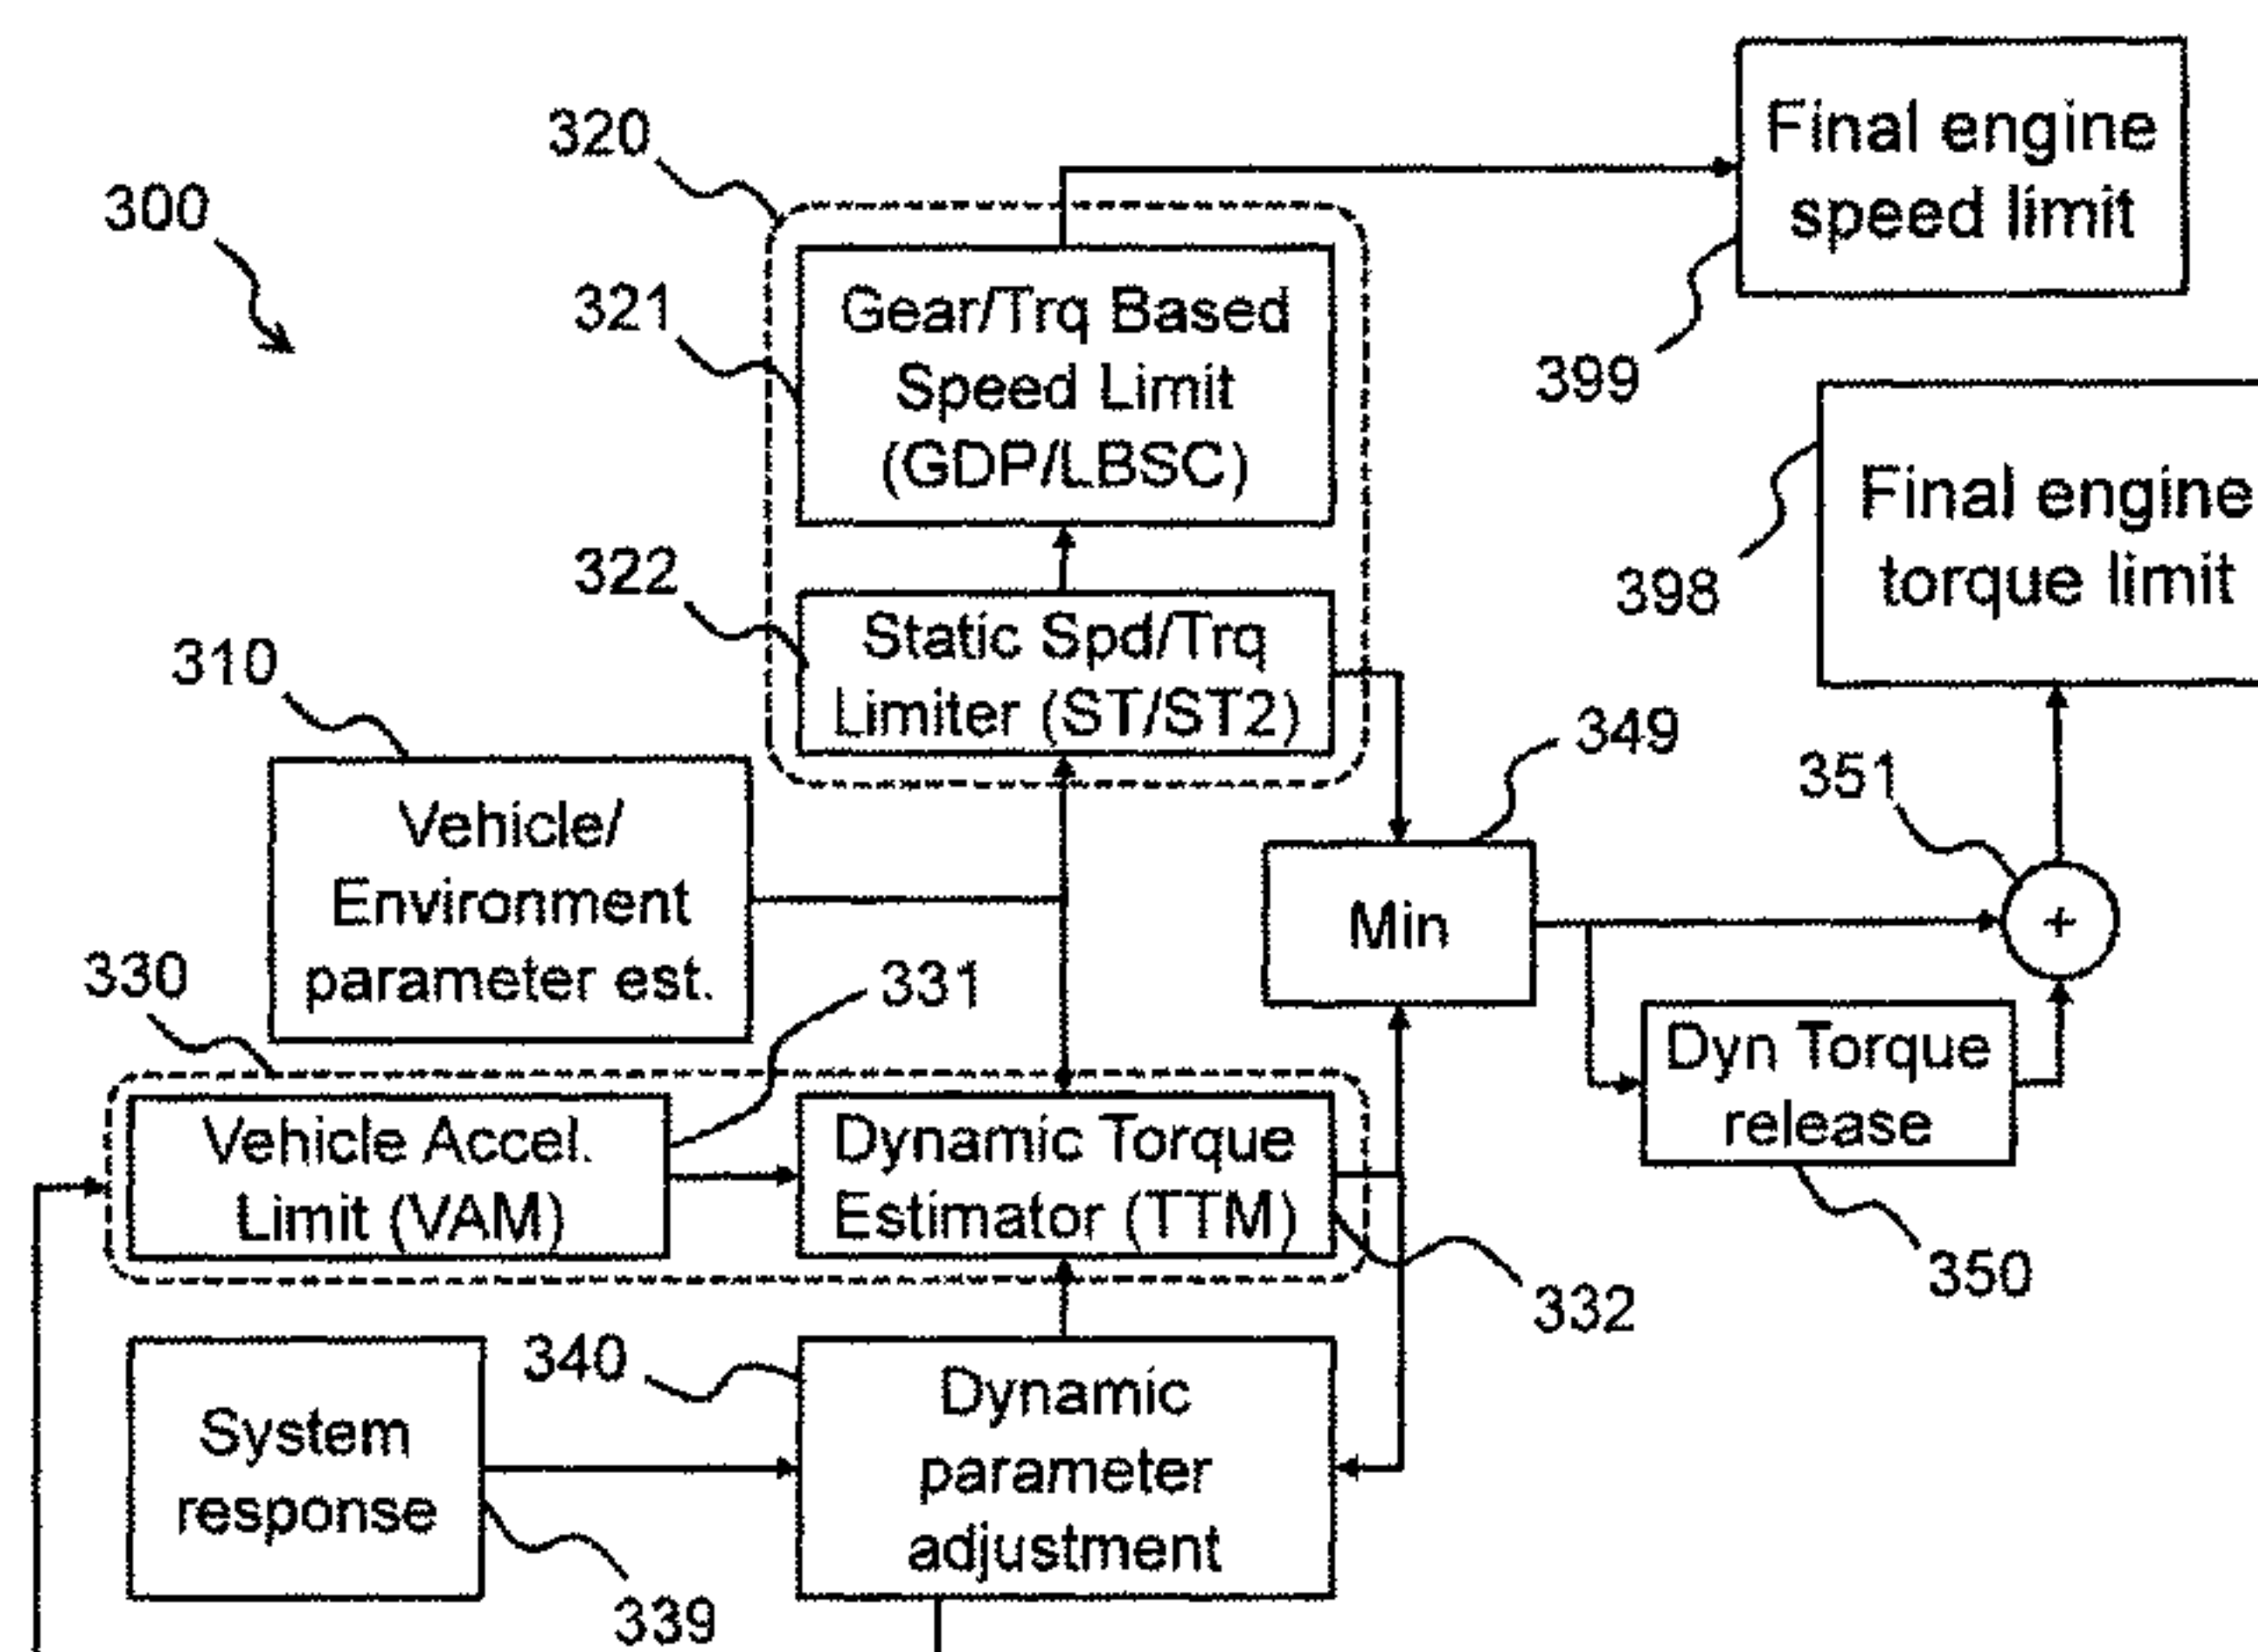 320
300
Final engine
speed limit
321
Gear/Trq Based
Speed Limit
(GDP/LBSC)
399
322
Static Spd/Trq
Limiter (ST/ST2)
Final engine
torque limit
398
310
Vehicle/
Environment
parameter est.
349
351
Min
+
330
331
Vehicle Accel.
Limit (VAM)
Dynamic Torque
Estimator (TTM)
Dyn Torque
release
350
332
340
System
response
Dynamic
parameter
adjustment
339